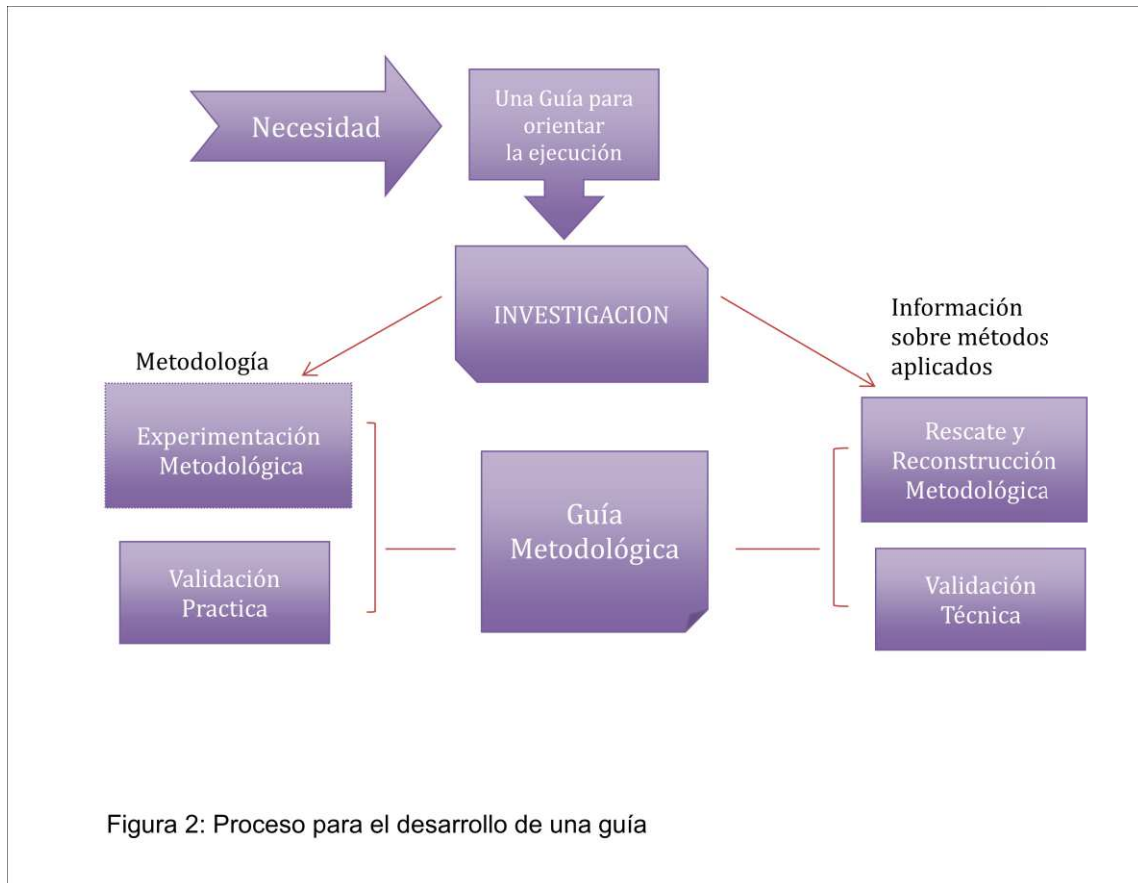 Necesidad
Una Guía para
orientar
la ejecución
INVESTIGACION
Metodología
Información
sobre métodos
aplicados
Experimentación
Metodológica
Validación
Practica
Guía
Metodológica
Rescate y
Reconstrucción
Metodológica
Validación
Técnica
Figura 2: Proceso para el desarrollo de una guía